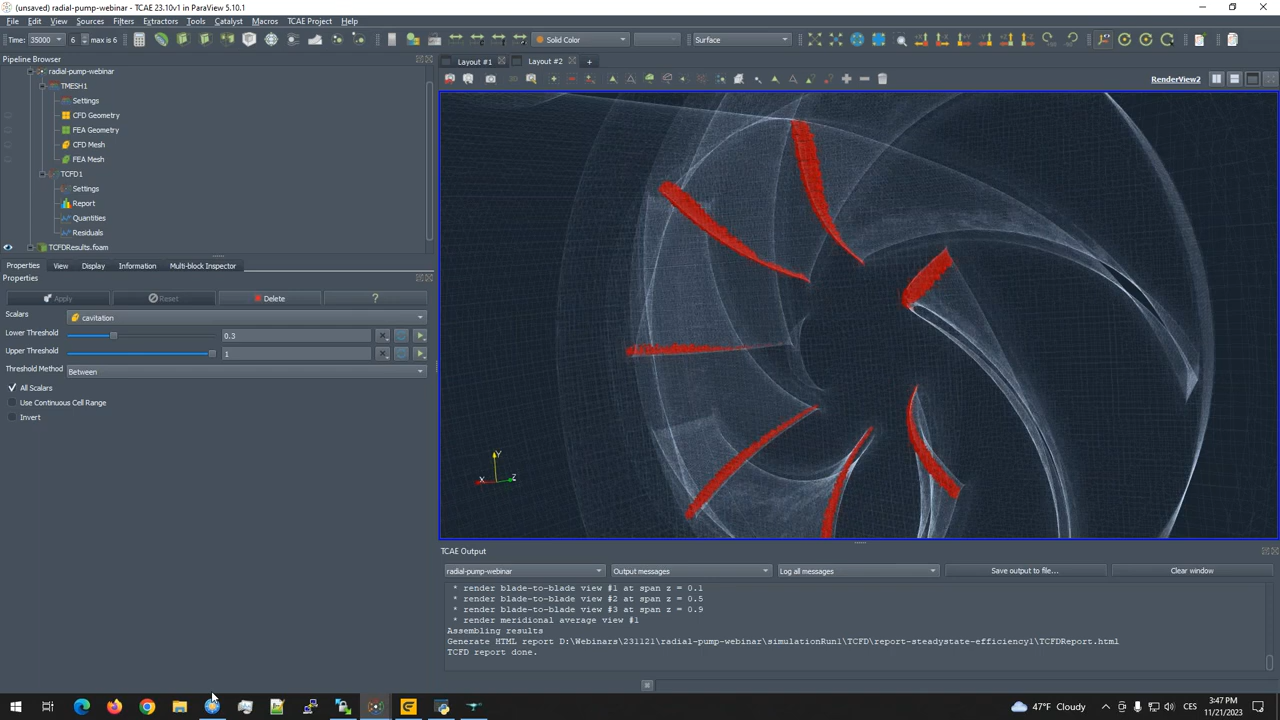 (unsaved) radial-pump-webinar - TCAE 23.10v1 in ParaView 5.10.1
File Edit View Sources Filters Extractors Tools Catalyst Macros TCAE Project Help
Time: 35000 6 max is 6 Solid Color Surface
Pipeline Browser
Layout #1 Layout #2 +
radial-pump-webinar
RenderView2
TMESH1
Settings
CFD Geometry
FEA Geometry
CFD Mesh
FEA Mesh
TCFD1
Settings
Report
Quantities
Residuals
TCFDResults.foam
Properties View Display Information Multi-block Inspector
Properties
Apply Reset Delete ?
Scalars cavitation
Lower Threshold 0.3
Upper Threshold 1
Threshold Method Between
All Scalars
Use Continuous Cell Range
Invert
Y
X Z
TCAE Output
radial-pump-webinar Output messages Log all messages Save output to file... Clear window
* render blade-to-blade view #1 at span z = 0.1
* render blade-to-blade view #2 at span z = 0.5
* render blade-to-blade view #3 at span z = 0.9
* render meridional average view #1
Assembling results
Generate HTML report D:\Webinars\231121\radial-pump-webinar\simulationRun1\TCFD\report-steadystate-efficiency1\TCFDReport.html
TCFD report done.
47°F Cloudy CES 3:47 PM
11/21/2023